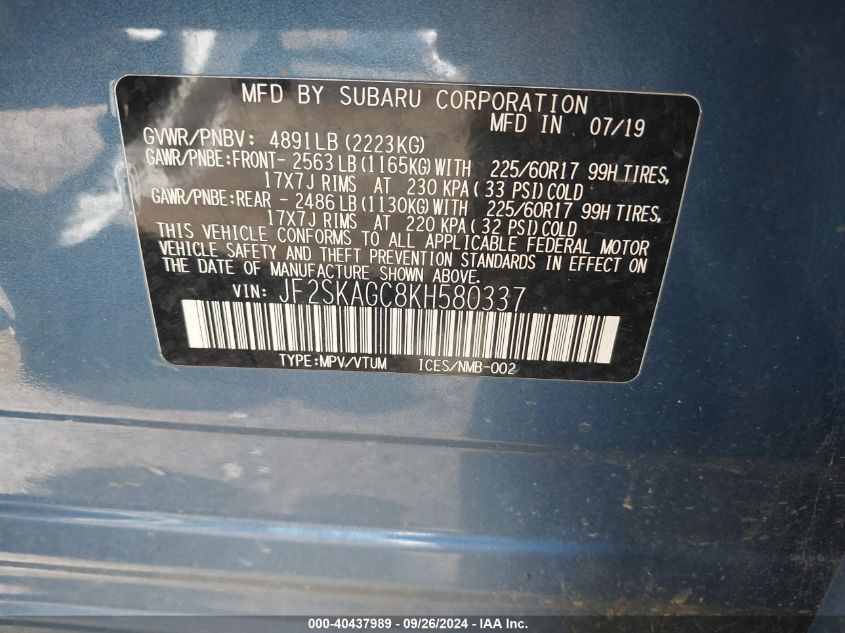 MFD BY SUBARU CORPORATION
MFD IN 07/19
GVWR/PNBV: 4891LB (2223KG)
GAWR/PNBE:FRONT- 2563 LB (1165KG) WITH 225/60R17 99H TIRES,
17X7J RIMS AT 230 KPA (33 PSI) COLD
GAWR/PNBE:REAR - 2486 LB (1130KG) WITH 225/60R17 99H TIRES,
17X7J RIMS AT 220 KPA (32 PSI) COLD
THIS VEHICLE CONFORMS TO ALL APPLICABLE FEDERAL MOTOR
VEHICLE SAFETY AND THEFT PREVENTION STANDARDS IN EFFECT ON
THE DATE OF MANUFACTURE SHOWN ABOVE.
VIN: JF2SKAGC8KH580337
TYPE:MPV/VTUM ICES/NMB-002
000-40437989 - 09/26/2024 - IAA Inc.